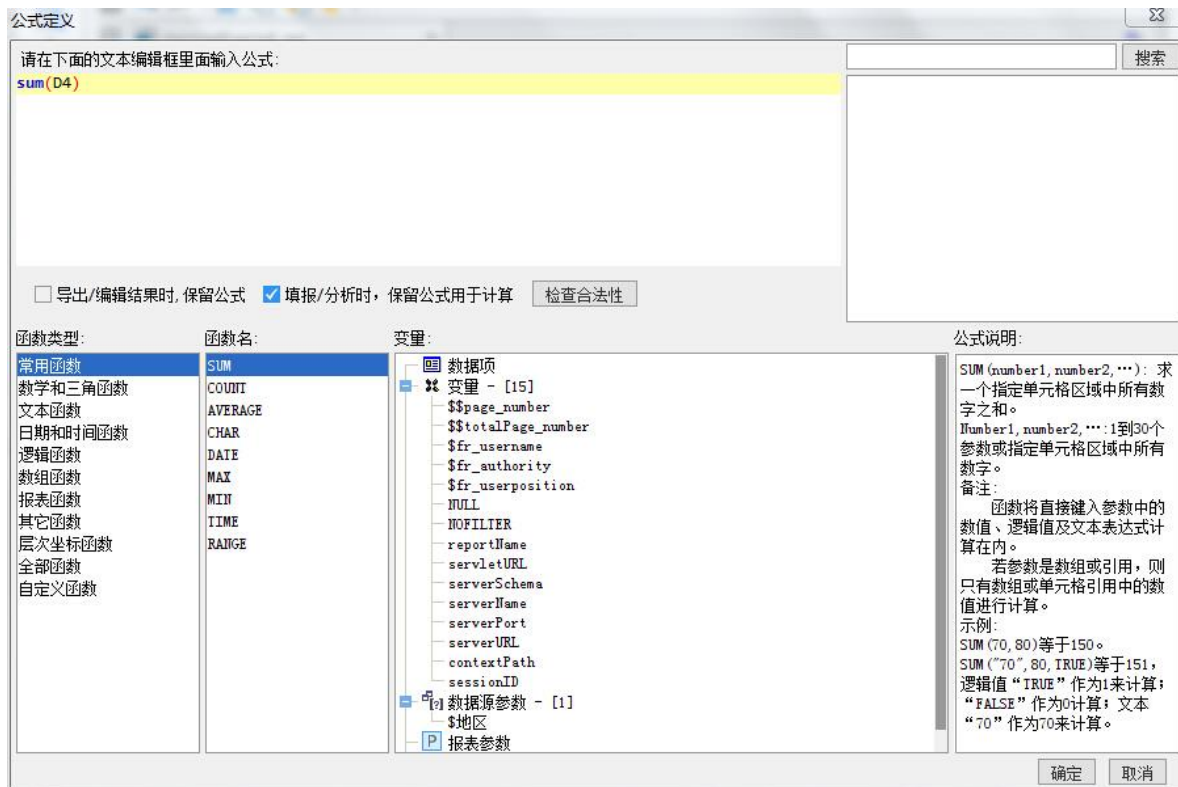 公式定义
请在下面的文本编辑框里面输入公式:
搜索
sum(D4)
导出/编辑结果时,保留公式
填报/分析时，保留公式用于计算
检查合法性
函数类型:
常用函数
数学和三角函数
文本函数
日期和时间函数
逻辑函数
数组函数
报表函数
其它函数
层次坐标函数
全部函数
自定义函数
函数名:
SUM
COUNT
AVERAGE
CHAR
DATE
MAX
MIN
TIME
RANGE
变量:
数据项
变量 - [15]
$$page_number
$$totalPage_number
$fr_username
$fr_authority
$fr_userposition
NULL
NOFILTER
reportName
servletURL
serverSchema
serverName
serverPort
serverURL
contextPath
sessionID
数据源参数 - [1]
$地区
P 报表参数
公式说明:
SUM(number1,number2,…): 求
一个指定单元格区域中所有数
字之和。
Number1,number2,…:1到30个
参数或指定单元格区域中所有
数字。
备注:
函数将直接键入参数中的
数值、逻辑值及文本表达式计
算在内。
若参数是数组或引用，则
只有数组或单元格引用中的数
值进行计算。
示例:
SUM(70,80)等于150。
SUM("70",80,TRUE)等于151，
逻辑值“TRUE”作为1来计算；
“FALSE”作为0计算；文本
“70”作为70来计算。
确定
取消